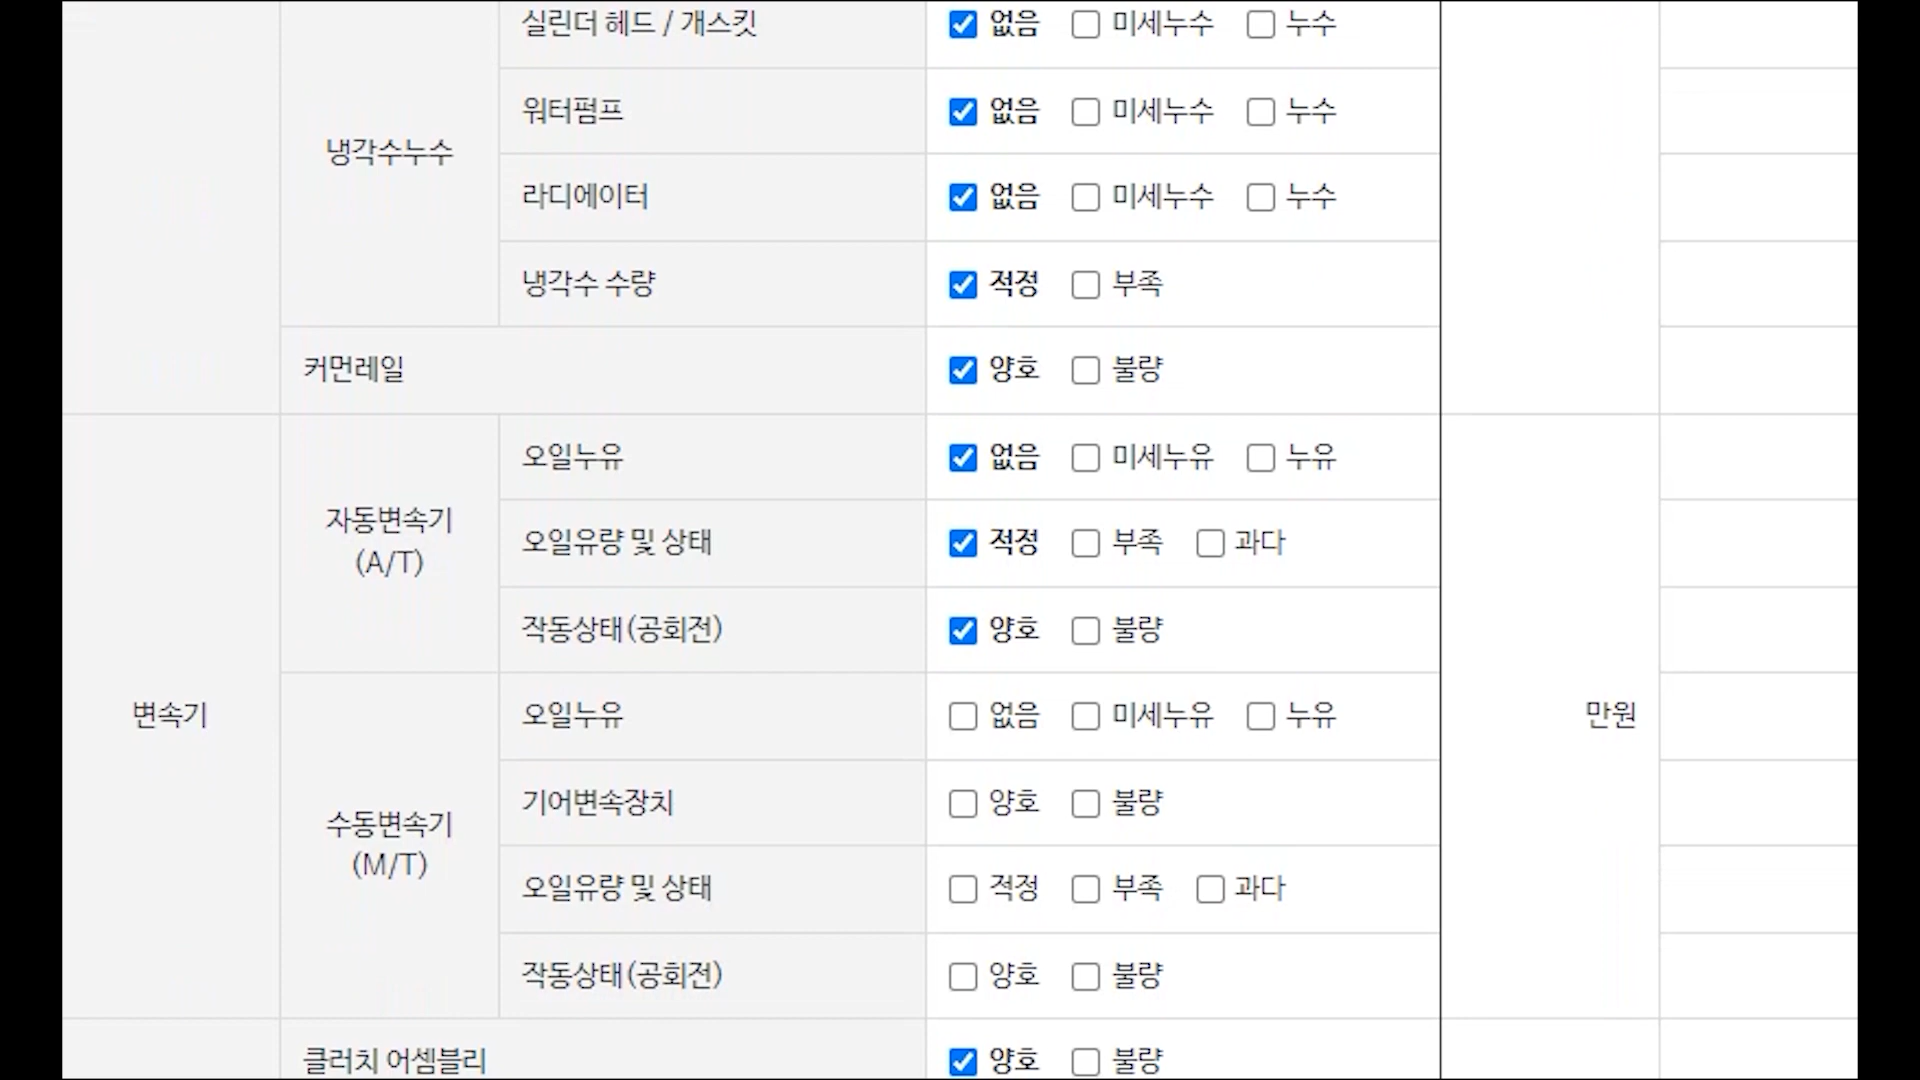 실린더 헤드 / 개스킷 없음 미세누수 누수
냉각수누수
워터펌프 없음 미세누수 누수
라디에이터 없음 미세누수 누수
냉각수 수량 적정 부족
커먼레일 양호 불량
변속기
자동변속기
(A/T)
오일누유 없음 미세누유 누유
오일유량 및 상태 적정 부족 과다
작동상태(공회전) 양호 불량
수동변속기
(M/T)
오일누유 없음 미세누유 누유
기어변속장치 양호 불량
오일유량 및 상태 적정 부족 과다
작동상태(공회전) 양호 불량
만원
클러치 어셈블리 양호 불량